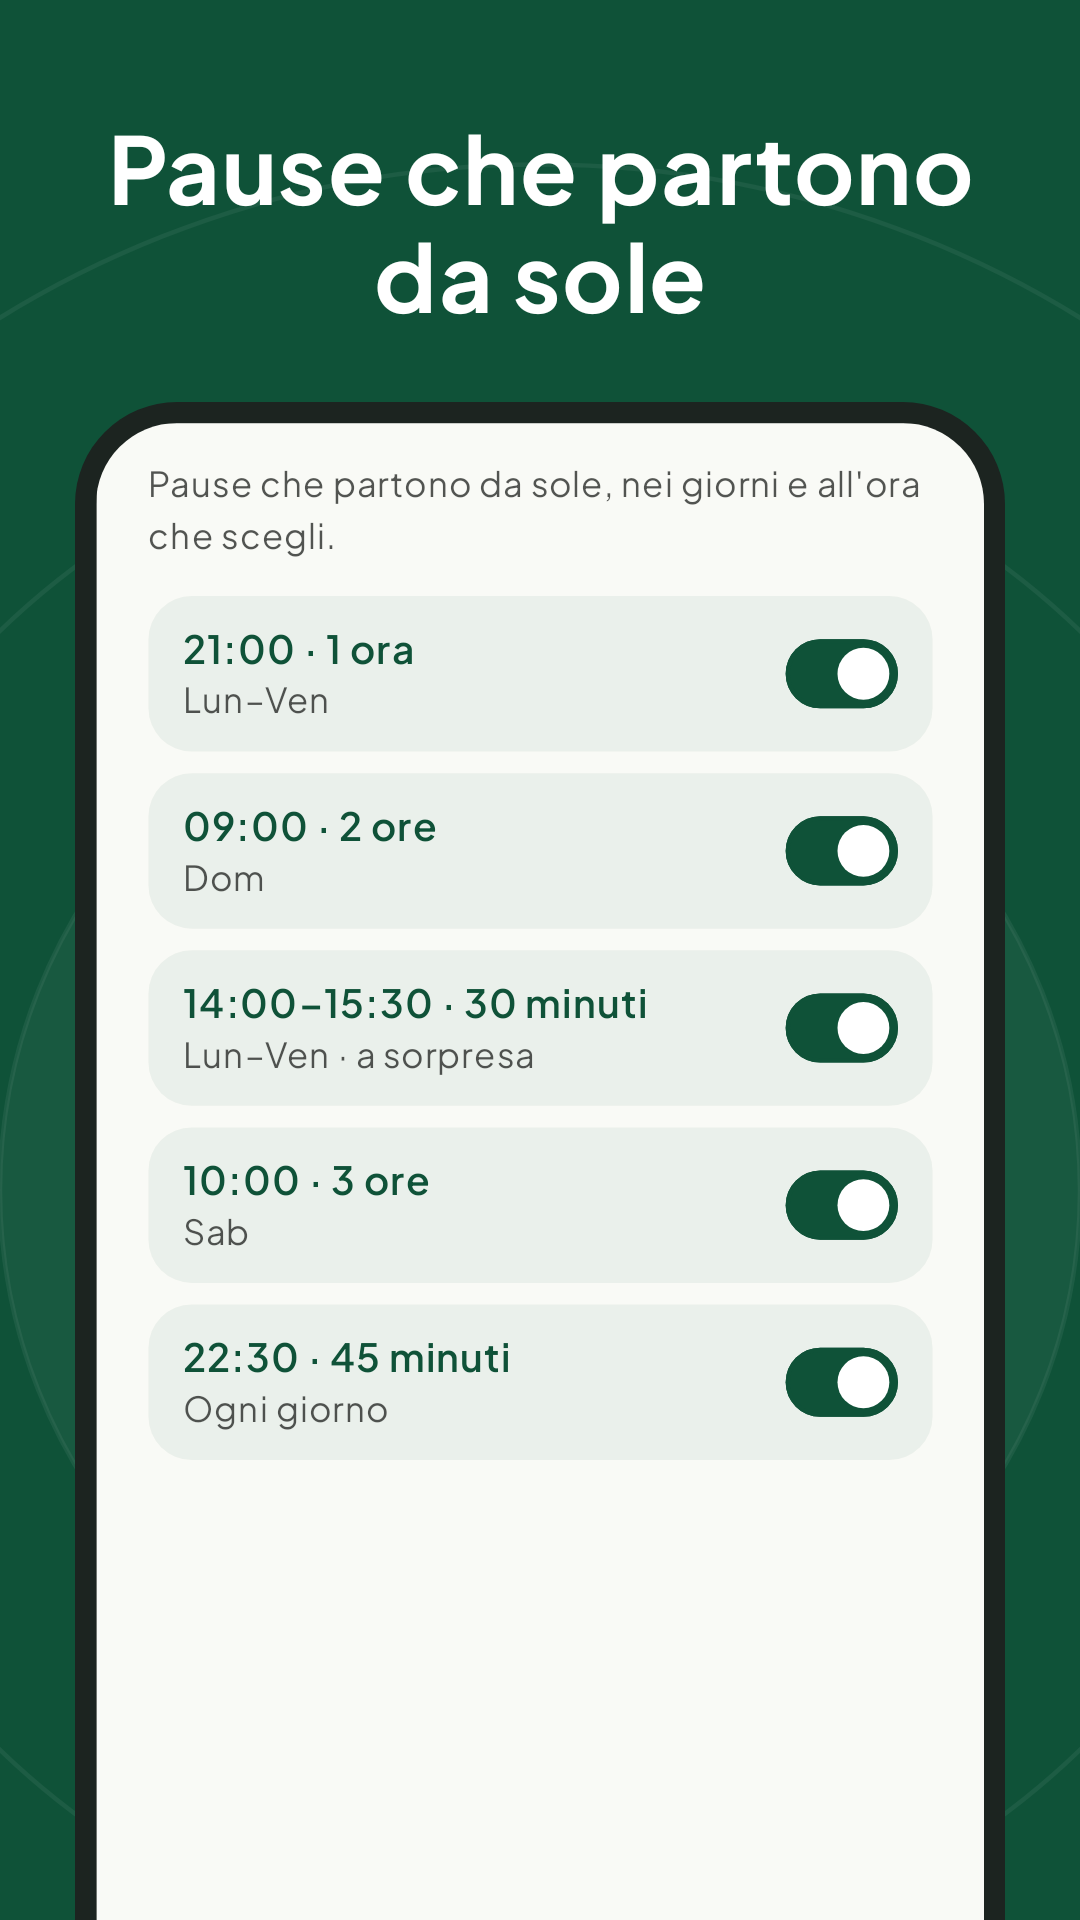 Pause che partono
da sole
Pause che partono da sole, nei giorni e all'ora
che scegli.
21:00 · 1 ora
Lun–Ven
09:00 · 2 ore
Dom
14:00–15:30 · 30 minuti
Lun–Ven · a sorpresa
10:00 · 3 ore
Sab
22:30 · 45 minuti
Ogni giorno